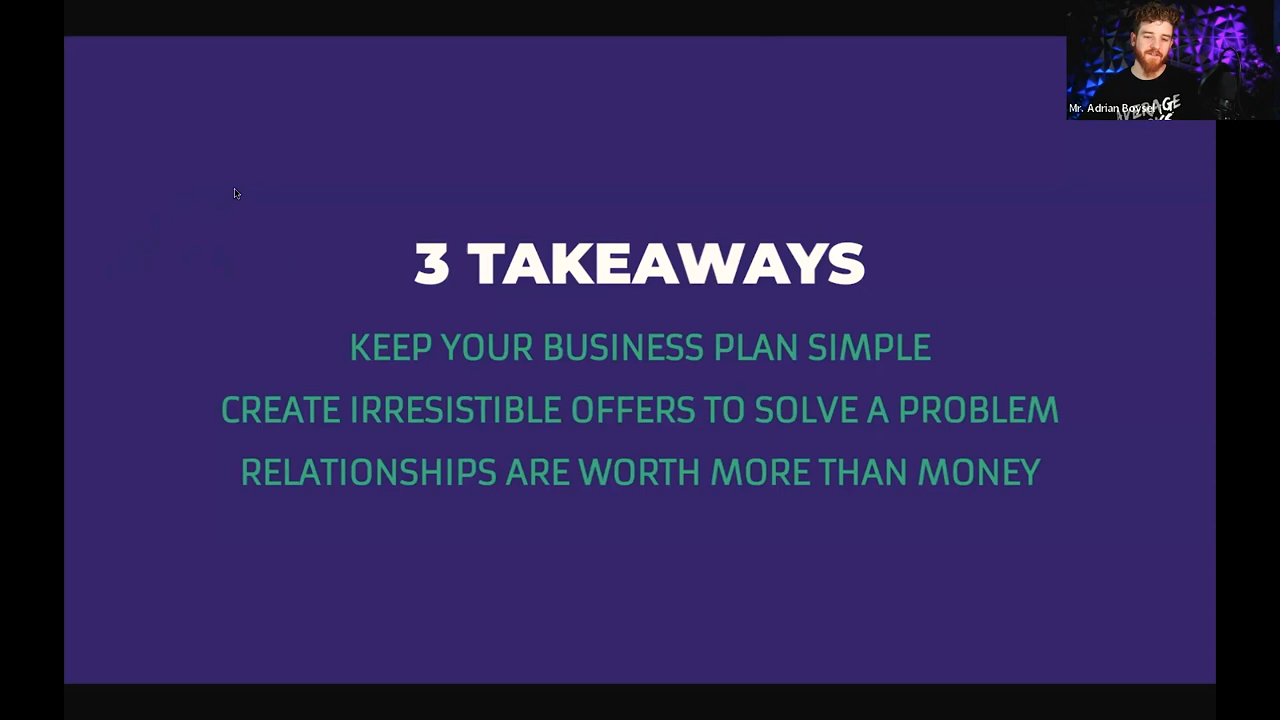 Mr. Adrian Boysel
AVERAGE
3 TAKEAWAYS
KEEP YOUR BUSINESS PLAN SIMPLE
CREATE IRRESISTIBLE OFFERS TO SOLVE A PROBLEM
RELATIONSHIPS ARE WORTH MORE THAN MONEY